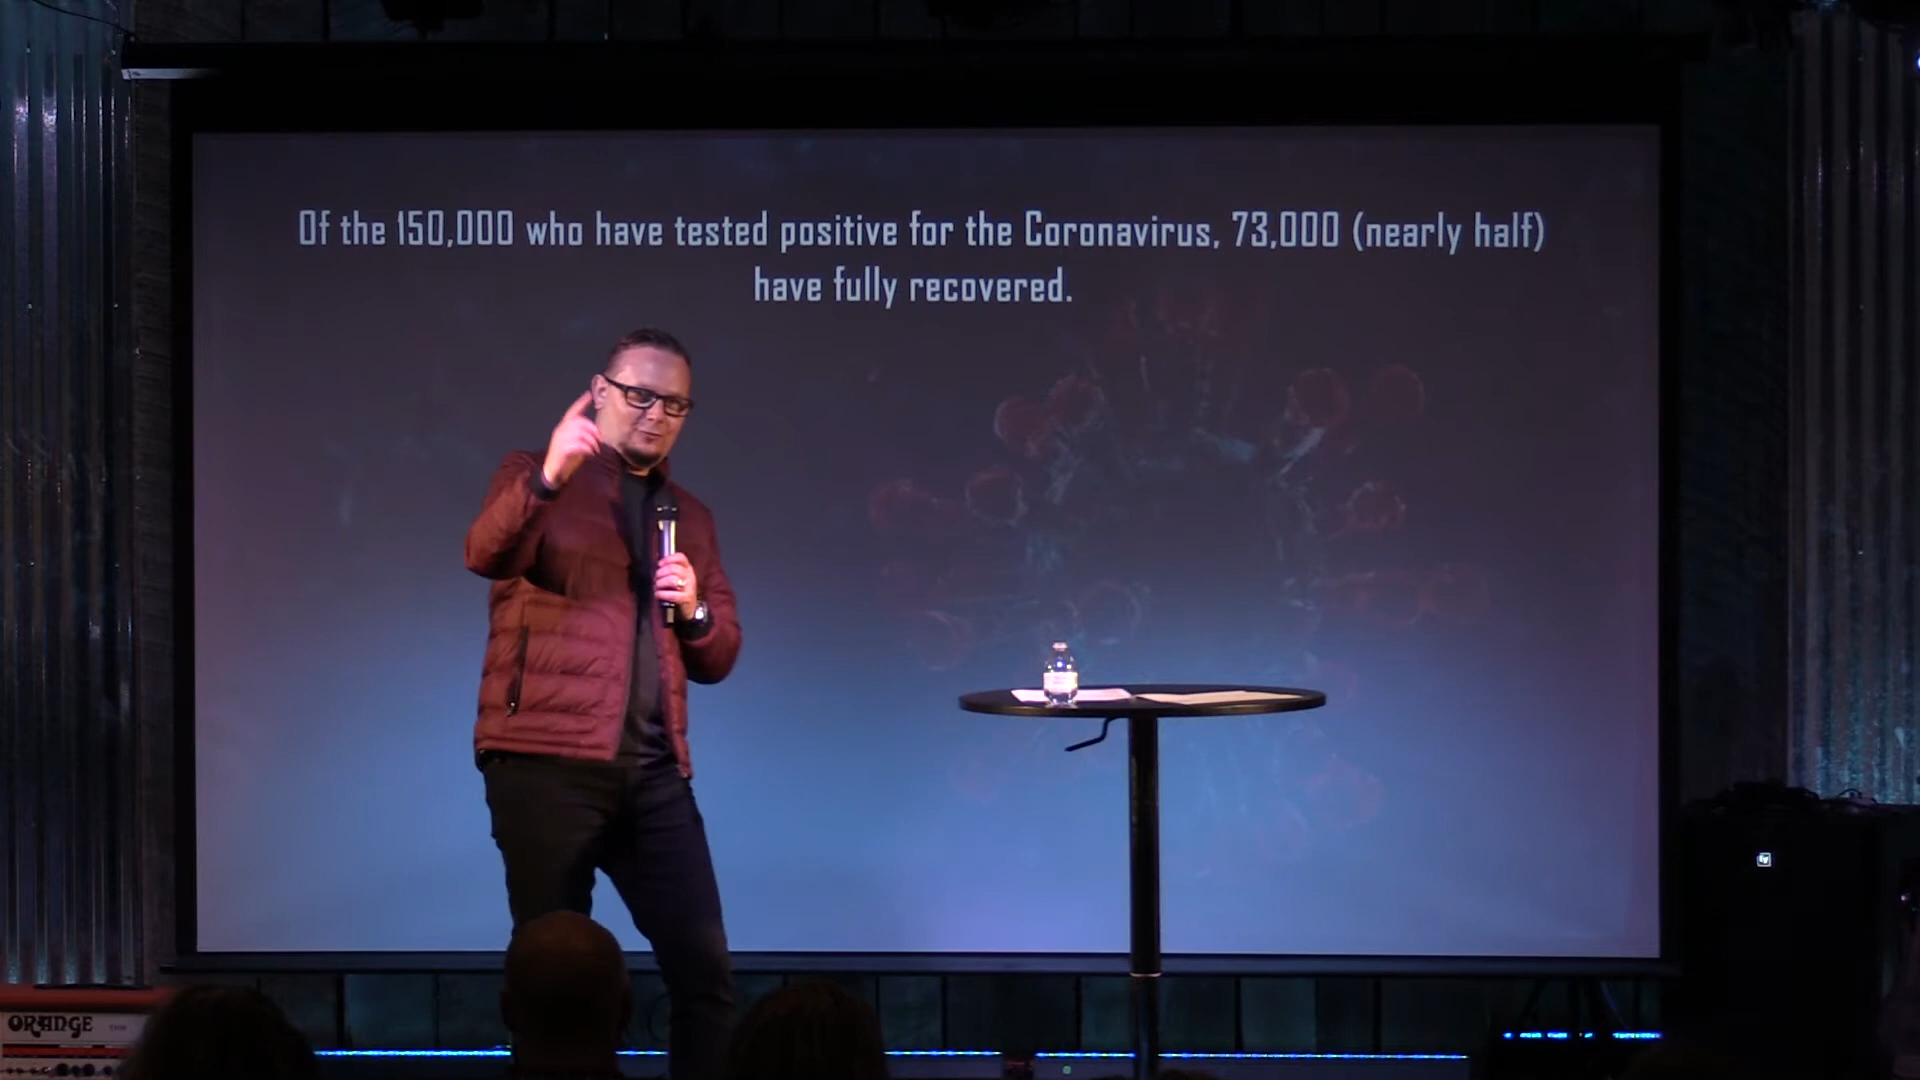 Of the 150,000 who have tested positive for the Coronavirus, 73,000 (nearly half)
have fully recovered.
ORANGE
EV